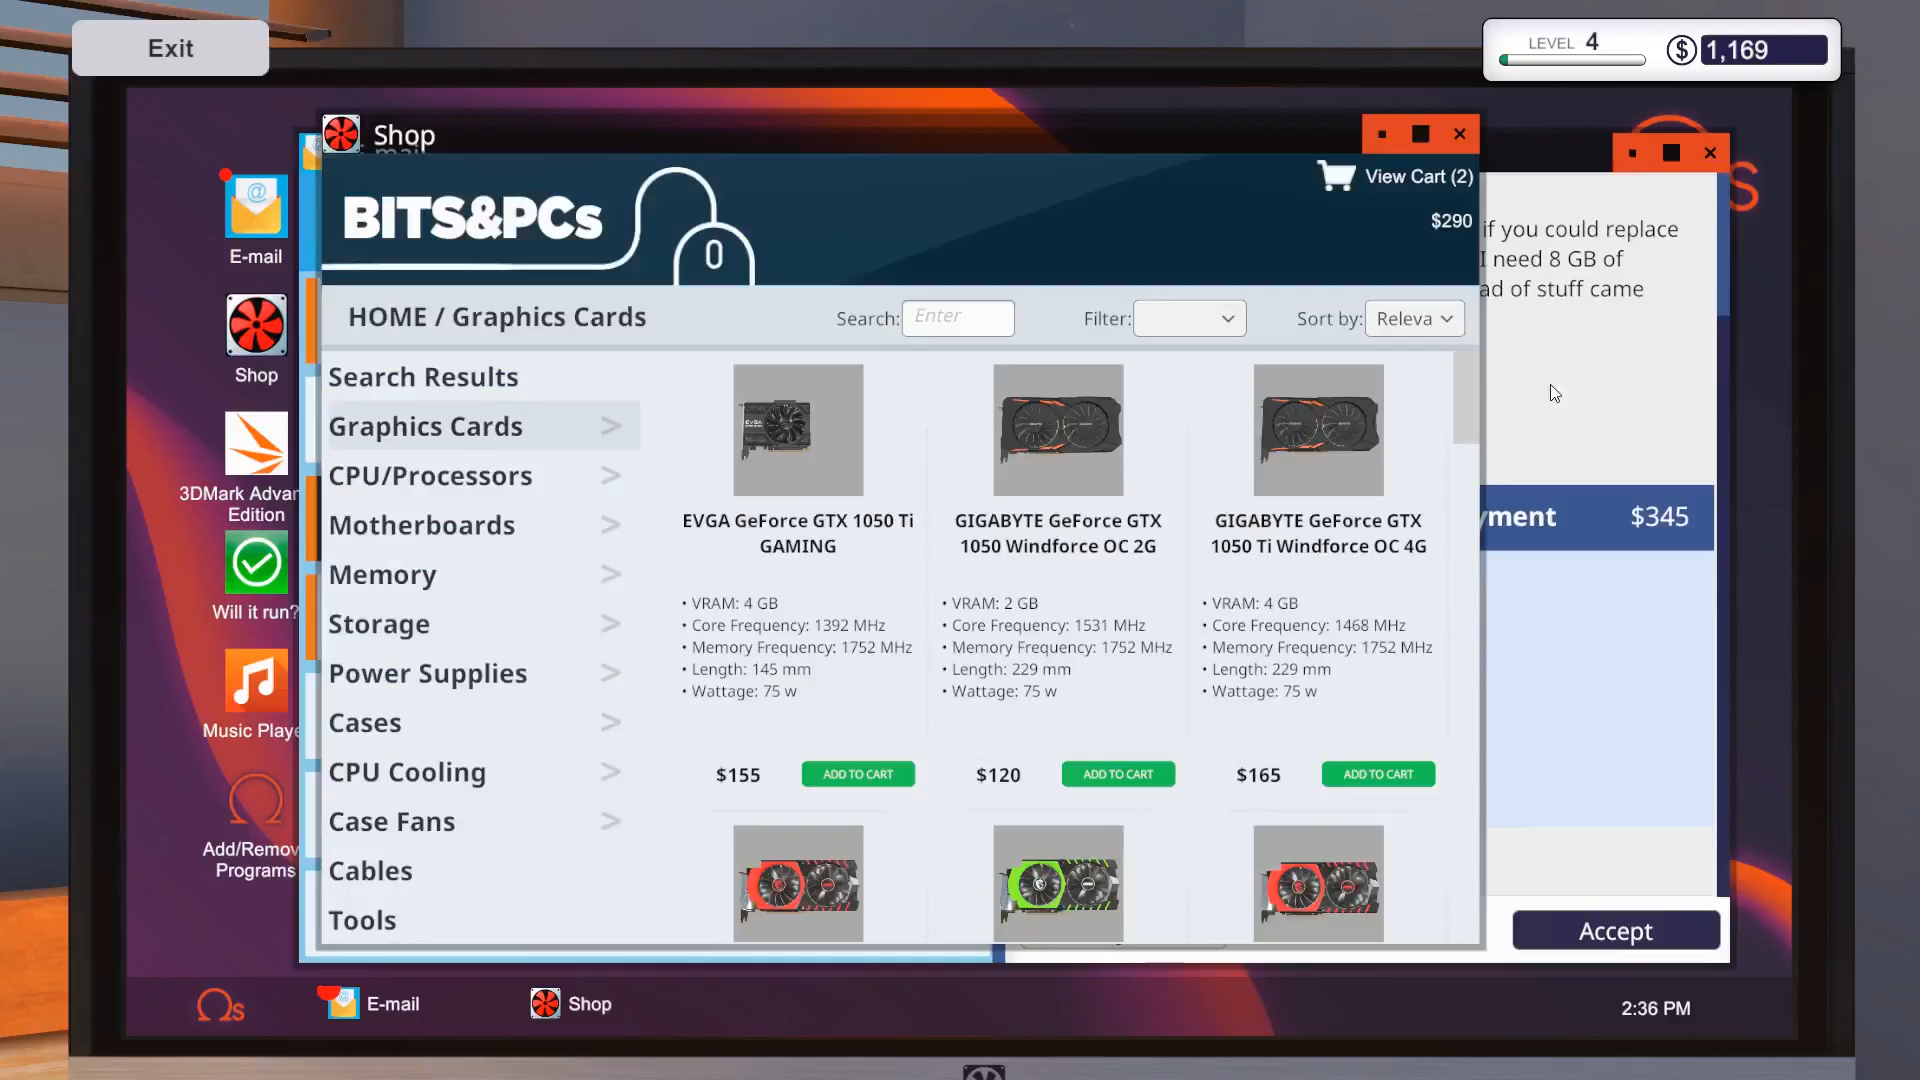 Exit
LEVEL 4
$ 1,169
Shop
BITS&PCs
View Cart (2)
$290
HOME / Graphics Cards
Search: Enter
Filter:
Sort by: Releva
Search Results
Graphics Cards >
CPU/Processors >
Motherboards >
Memory >
Storage >
Power Supplies >
Cases >
CPU Cooling >
Case Fans >
Cables
Tools
EVGA GeForce GTX 1050 Ti
GAMING
• VRAM: 4 GB
• Core Frequency: 1392 MHz
• Memory Frequency: 1752 MHz
• Length: 145 mm
• Wattage: 75 w
$155 ADD TO CART
GIGABYTE GeForce GTX
1050 Windforce OC 2G
• VRAM: 2 GB
• Core Frequency: 1531 MHz
• Memory Frequency: 1752 MHz
• Length: 229 mm
• Wattage: 75 w
$120 ADD TO CART
GIGABYTE GeForce GTX
1050 Ti Windforce OC 4G
• VRAM: 4 GB
• Core Frequency: 1468 MHz
• Memory Frequency: 1752 MHz
• Length: 229 mm
• Wattage: 75 w
$165 ADD TO CART
if you could replace
I need 8 GB of
ad of stuff came
yment $345
Accept
E-mail
Shop
3DMark Advan
Edition
Will it run?
Music Playe
Add/Remov
Programs
Ωs
E-mail
Shop
2:36 PM